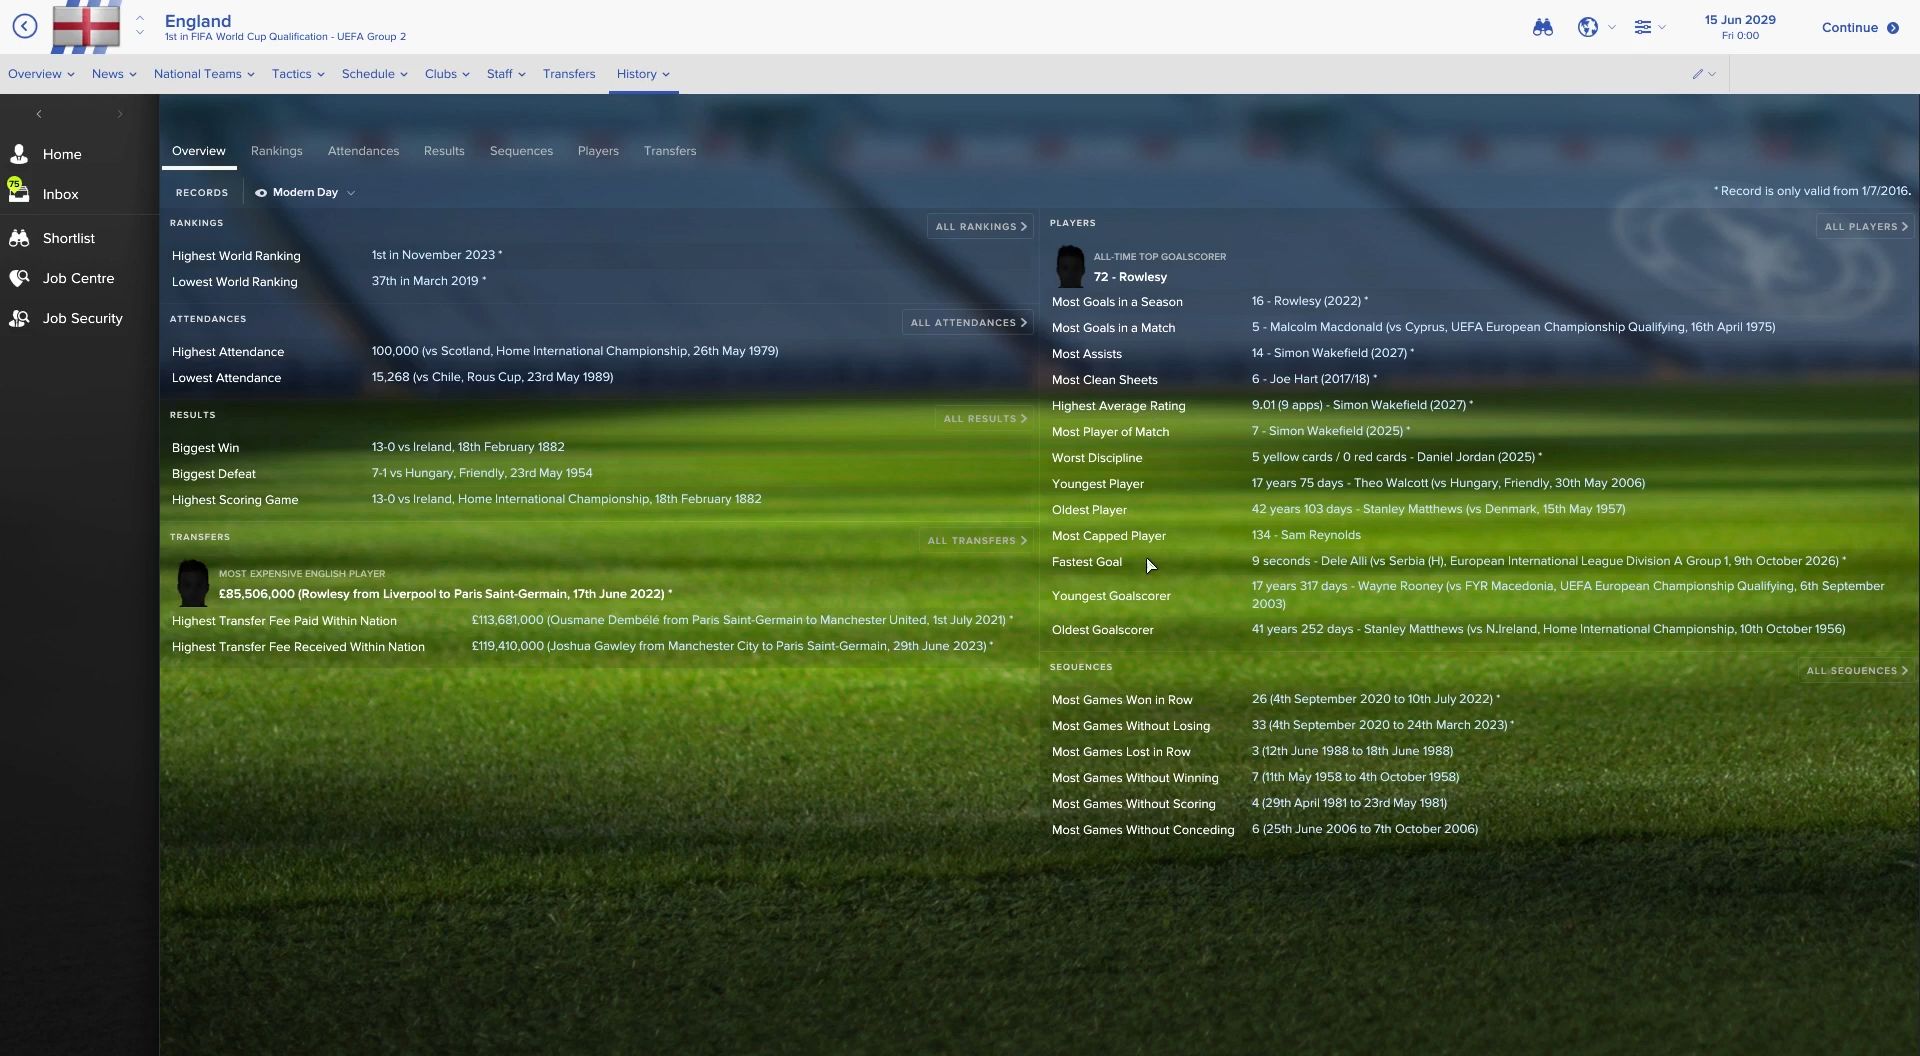 England
1st in FIFA World Cup Qualification - UEFA Group 2
15 Jun 2029
Fri 0:00
Continue
Overview
News
National Teams
Tactics
Schedule
Clubs
Staff
Transfers
History
Home
75
Inbox
Shortlist
Job Centre
Job Security
Overview
Rankings
Attendances
Results
Sequences
Players
Transfers
RECORDS
Modern Day
* Record is only valid from 1/7/2016.
RANKINGS
ALL RANKINGS
Highest World Ranking 1st in November 2023 *
Lowest World Ranking 37th in March 2019 *
ATTENDANCES
ALL ATTENDANCES
Highest Attendance 100,000 (vs Scotland, Home International Championship, 26th May 1979)
Lowest Attendance 15,268 (vs Chile, Rous Cup, 23rd May 1989)
RESULTS
ALL RESULTS
Biggest Win 13-0 vs Ireland, 18th February 1882
Biggest Defeat 7-1 vs Hungary, Friendly, 23rd May 1954
Highest Scoring Game 13-0 vs Ireland, Home International Championship, 18th February 1882
TRANSFERS
ALL TRANSFERS
MOST EXPENSIVE ENGLISH PLAYER
£85,506,000 (Rowlesy from Liverpool to Paris Saint-Germain, 17th June 2022) *
Highest Transfer Fee Paid Within Nation £113,681,000 (Ousmane Dembélé from Paris Saint-Germain to Manchester United, 1st July 2021) *
Highest Transfer Fee Received Within Nation £119,410,000 (Joshua Gawley from Manchester City to Paris Saint-Germain, 29th June 2023) *
PLAYERS
ALL PLAYERS
ALL-TIME TOP GOALSCORER
72 - Rowlesy
Most Goals in a Season 16 - Rowlesy (2022) *
Most Goals in a Match 5 - Malcolm Macdonald (vs Cyprus, UEFA European Championship Qualifying, 16th April 1975)
Most Assists 14 - Simon Wakefield (2027) *
Most Clean Sheets 6 - Joe Hart (2017/18) *
Highest Average Rating 9.01 (9 apps) - Simon Wakefield (2027) *
Most Player of Match 7 - Simon Wakefield (2025) *
Worst Discipline 5 yellow cards / 0 red cards - Daniel Jordan (2025) *
Youngest Player 17 years 75 days - Theo Walcott (vs Hungary, Friendly, 30th May 2006)
Oldest Player 42 years 103 days - Stanley Matthews (vs Denmark, 15th May 1957)
Most Capped Player 134 - Sam Reynolds
Fastest Goal 9 seconds - Dele Alli (vs Serbia (H), European International League Division A Group 1, 9th October 2026) *
Youngest Goalscorer 17 years 317 days - Wayne Rooney (vs FYR Macedonia, UEFA European Championship Qualifying, 6th September
2003)
Oldest Goalscorer 41 years 252 days - Stanley Matthews (vs N.Ireland, Home International Championship, 10th October 1956)
SEQUENCES
ALL SEQUENCES
Most Games Won in Row 26 (4th September 2020 to 10th July 2022) *
Most Games Without Losing 33 (4th September 2020 to 24th March 2023) *
Most Games Lost in Row 3 (12th June 1988 to 18th June 1988)
Most Games Without Winning 7 (11th May 1958 to 4th October 1958)
Most Games Without Scoring 4 (29th April 1981 to 23rd May 1981)
Most Games Without Conceding 6 (25th June 2006 to 7th October 2006)